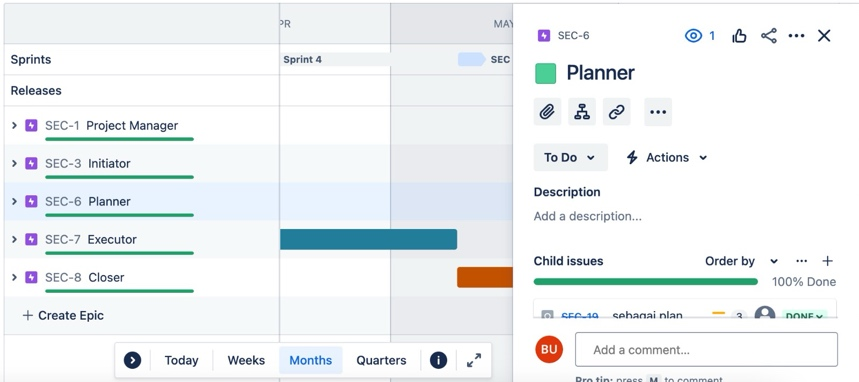 PR
MAY
Sprints
Sprint 4
SEC
Releases
SEC-1 Project Manager
SEC-3 Initiator
SEC-6 Planner
SEC-7 Executor
SEC-8 Closer
+ Create Epic
Today
Weeks
Months
Quarters
SEC-6
1
Planner
To Do
Actions
Description
Add a description...
Child issues
Order by
100% Done
SEC-19 sebagai plan 3 DONE
BU
Add a comment...
Pro tip: press M to comment